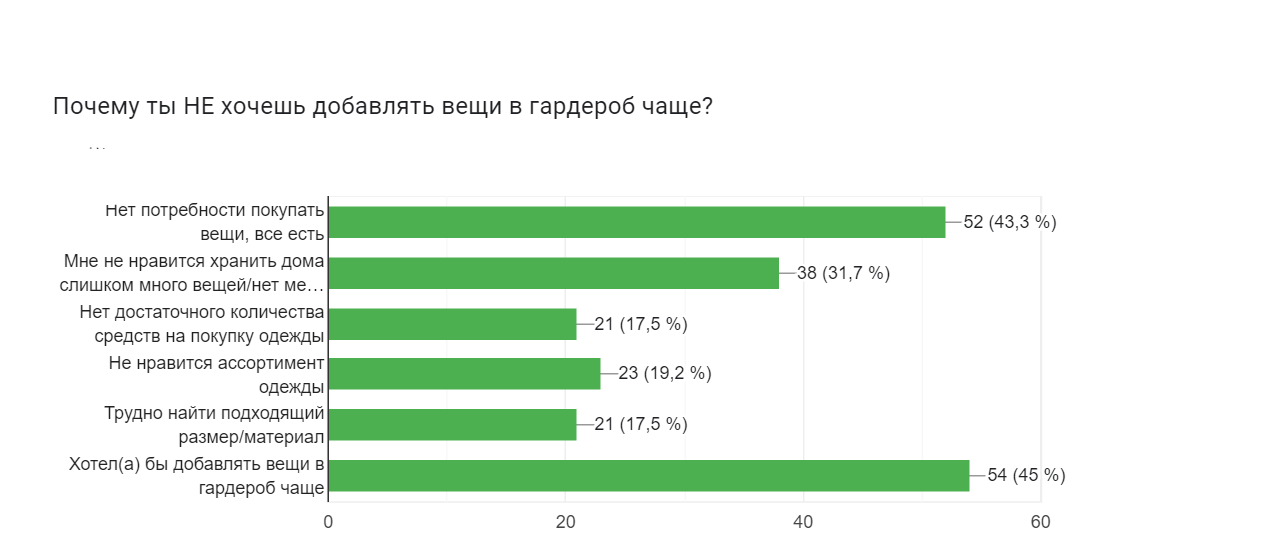 Почему ты НЕ хочешь добавлять вещи в гардероб чаще?
...
Нет потребности покупать
вещи, все есть
52 (43,3 %)
Мне не нравится хранить дома
слишком много вещей/нет ме…
38 (31,7 %)
Нет достаточного количества
средств на покупку одежды
21 (17,5 %)
Не нравится ассортимент
одежды
23 (19,2 %)
Трудно найти подходящий
размер/материал
21 (17,5 %)
Хотел(а) бы добавлять вещи в
гардероб чаще
54 (45 %)
0 20 40 60